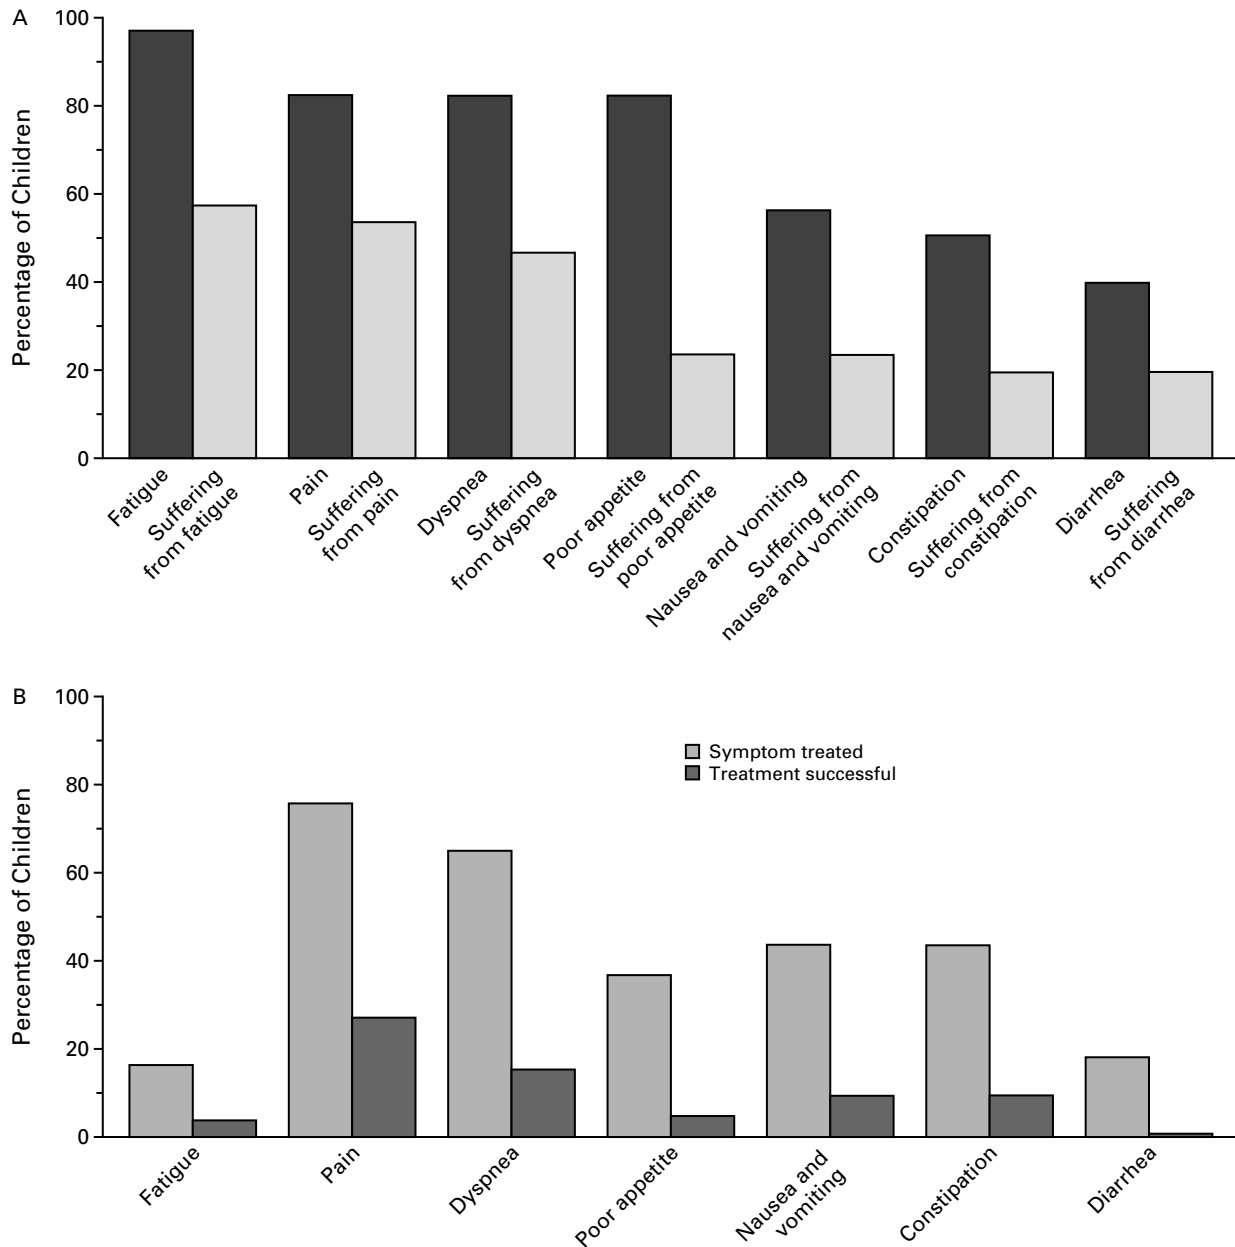 A
Percentage of Children
100
80
60
40
20
0
Fatigue
Suffering
from fatigue
Pain
Suffering
from pain
Dyspnea
Suffering
from dyspnea
Poor appetite
Suffering from
poor appetite
Nausea and vomiting
Suffering from
nausea and vomiting
Constipation
Suffering from
constipation
Diarrhea
Suffering
from diarrhea
B
Percentage of Children
100
80
60
40
20
0
Symptom treated
Treatment successful
Fatigue
Pain
Dyspnea
Poor appetite
Nausea and
vomiting
Constipation
Diarrhea